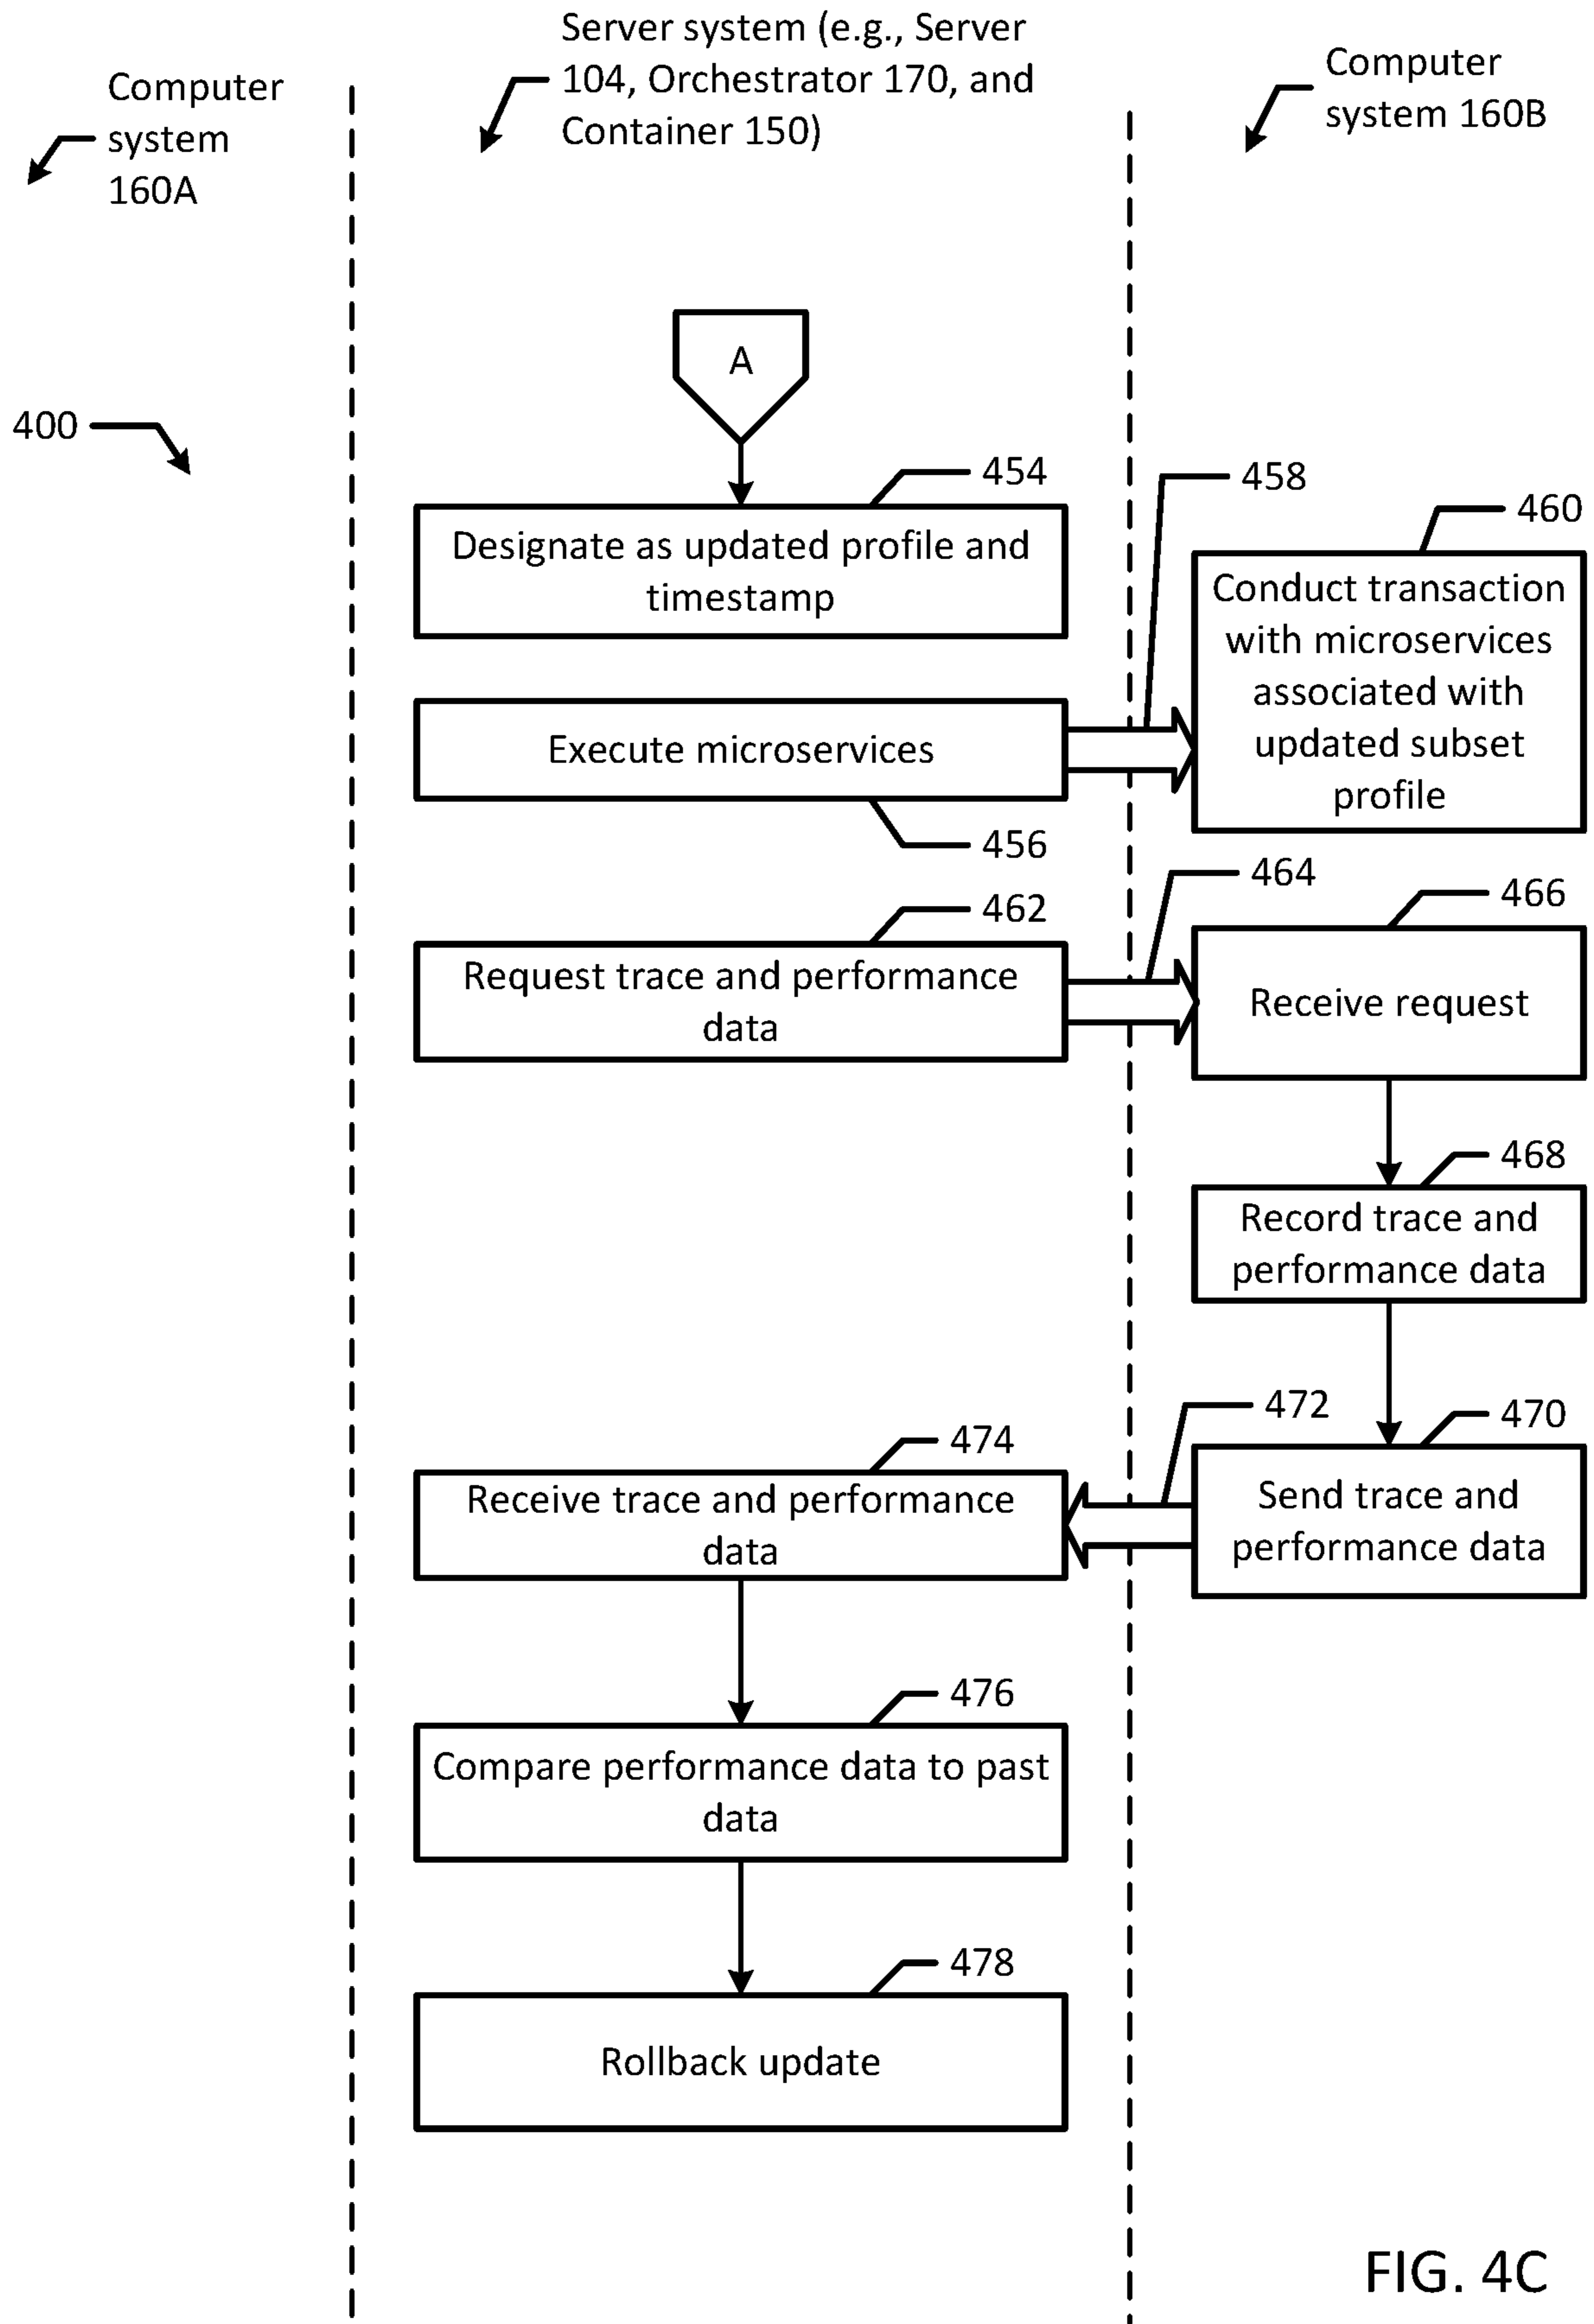 Computer
system
160A
Server system (e.g., Server
104, Orchestrator 170, and
Container 150)
Computer
system 160B
400
A
454
Designate as updated profile and
timestamp
458
460
Conduct transaction
with microservices
associated with
updated subset
profile
Execute microservices
456
462
Request trace and performance
data
464
466
Receive request
468
Record trace and
performance data
472
470
Send trace and
performance data
474
Receive trace and performance
data
476
Compare performance data to past
data
478
Rollback update
FIG. 4C